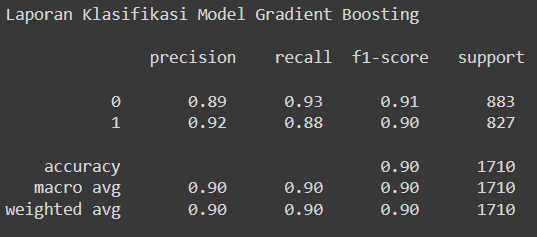 Laporan Klasifikasi Model Gradient Boosting
precision recall f1-score support
0 0.89 0.93 0.91 883
1 0.92 0.88 0.90 827
accuracy 0.90 1710
macro avg 0.90 0.90 0.90 1710
weighted avg 0.90 0.90 0.90 1710